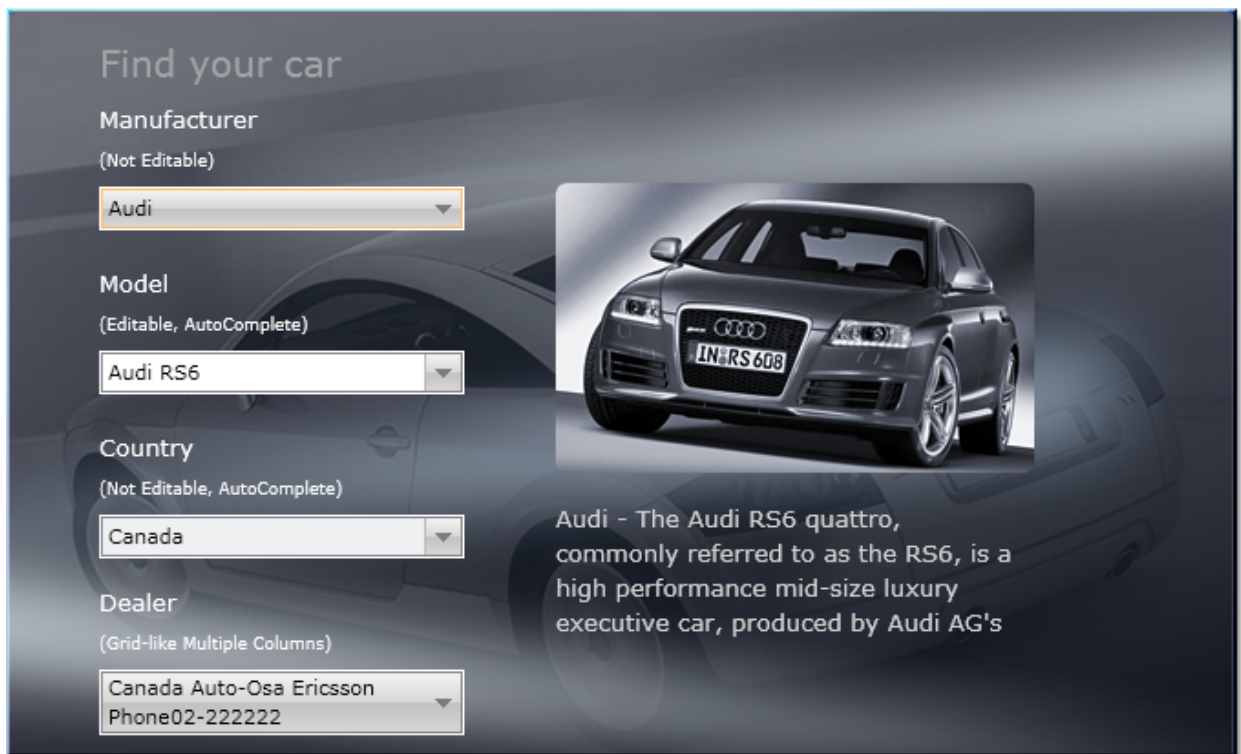 Find your car
Manufacturer
(Not Editable)
Audi
Model
(Editable, AutoComplete)
Audi RS6
Country
(Not Editable, AutoComplete)
Canada
Dealer
(Grid-like Multiple Columns)
Canada Auto-Osa Ericsson
Phone02-222222
IN RS 608
Audi - The Audi RS6 quattro,
commonly referred to as the RS6, is a
high performance mid-size luxury
executive car, produced by Audi AG's